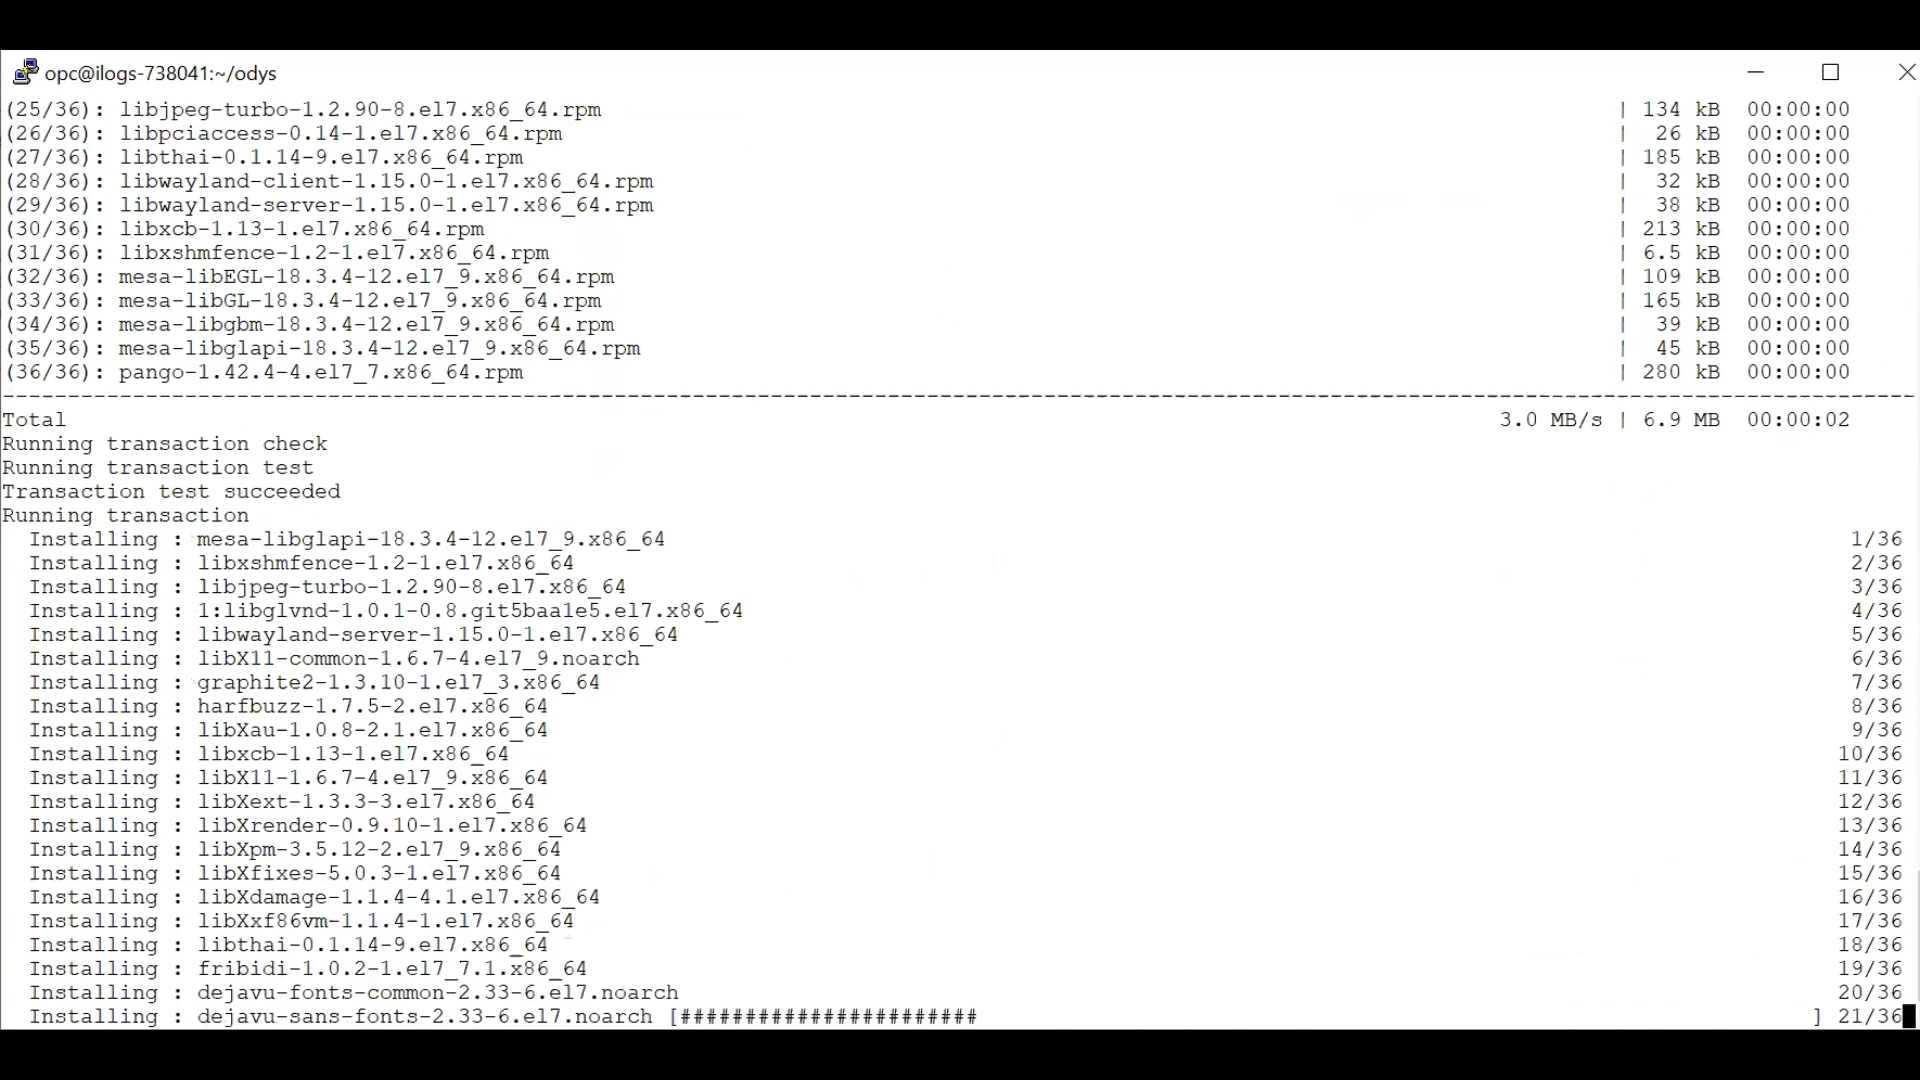 opc@ilogs-738041:~/odys
(25/36): libjpeg-turbo-1.2.90-8.el7.x86_64.rpm | 134 kB 00:00:00
(26/36): libpciaccess-0.14-1.el7.x86_64.rpm | 26 kB 00:00:00
(27/36): libthai-0.1.14-9.el7.x86_64.rpm | 185 kB 00:00:00
(28/36): libwayland-client-1.15.0-1.el7.x86_64.rpm | 32 kB 00:00:00
(29/36): libwayland-server-1.15.0-1.el7.x86_64.rpm | 38 kB 00:00:00
(30/36): libxcb-1.13-1.el7.x86_64.rpm | 213 kB 00:00:00
(31/36): libxshmfence-1.2-1.el7.x86_64.rpm | 6.5 kB 00:00:00
(32/36): mesa-libEGL-18.3.4-12.el7_9.x86_64.rpm | 109 kB 00:00:00
(33/36): mesa-libGL-18.3.4-12.el7_9.x86_64.rpm | 165 kB 00:00:00
(34/36): mesa-libgbm-18.3.4-12.el7_9.x86_64.rpm | 39 kB 00:00:00
(35/36): mesa-libglapi-18.3.4-12.el7_9.x86_64.rpm | 45 kB 00:00:00
(36/36): pango-1.42.4-4.el7_7.x86_64.rpm | 280 kB 00:00:00
--------------------------------------------------------------------------------
Total 3.0 MB/s | 6.9 MB 00:00:02
Running transaction check
Running transaction test
Transaction test succeeded
Running transaction
Installing : mesa-libglapi-18.3.4-12.el7_9.x86_64 1/36
Installing : libxshmfence-1.2-1.el7.x86_64 2/36
Installing : libjpeg-turbo-1.2.90-8.el7.x86_64 3/36
Installing : 1:libglvnd-1.0.1-0.8.git5baa1e5.el7.x86_64 4/36
Installing : libwayland-server-1.15.0-1.el7.x86_64 5/36
Installing : libX11-common-1.6.7-4.el7_9.noarch 6/36
Installing : graphite2-1.3.10-1.el7_3.x86_64 7/36
Installing : harfbuzz-1.7.5-2.el7.x86_64 8/36
Installing : libXau-1.0.8-2.1.el7.x86_64 9/36
Installing : libxcb-1.13-1.el7.x86_64 10/36
Installing : libX11-1.6.7-4.el7_9.x86_64 11/36
Installing : libXext-1.3.3-3.el7.x86_64 12/36
Installing : libXrender-0.9.10-1.el7.x86_64 13/36
Installing : libXpm-3.5.12-2.el7_9.x86_64 14/36
Installing : libXfixes-5.0.3-1.el7.x86_64 15/36
Installing : libXdamage-1.1.4-4.1.el7.x86_64 16/36
Installing : libXxf86vm-1.1.4-1.el7.x86_64 17/36
Installing : libthai-0.1.14-9.el7.x86_64 18/36
Installing : fribidi-1.0.2-1.el7_7.1.x86_64 19/36
Installing : dejavu-fonts-common-2.33-6.el7.noarch 20/36
Installing : dejavu-sans-fonts-2.33-6.el7.noarch [####################### ] 21/36